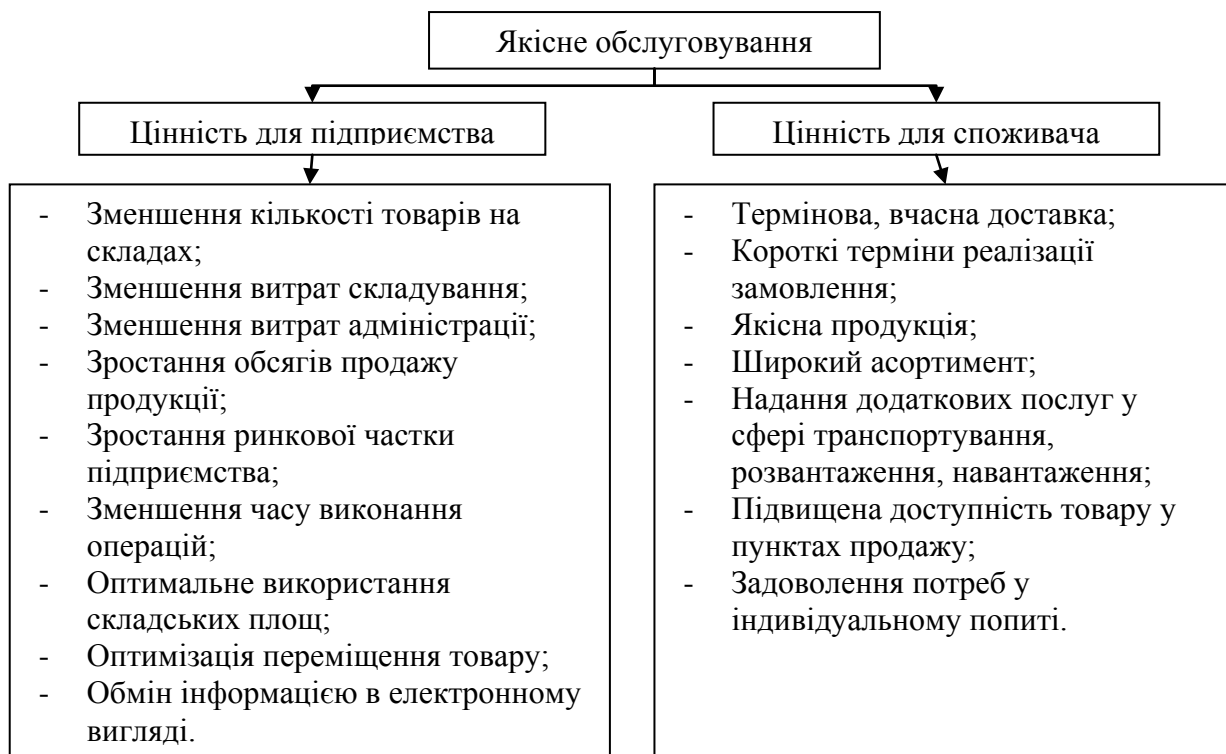 Якісне обслуговування
Цінність для підприємства
Цінність для споживача
- Зменшення кількості товарів на
складах;
- Зменшення витрат складування;
- Зменшення витрат адміністрації;
- Зростання обсягів продажу
продукції;
- Зростання ринкової частки
підприємства;
- Зменшення часу виконання
операцій;
- Оптимальне використання
складських площ;
- Оптимізація переміщення товару;
- Обмін інформацією в електронному
вигляді.
- Термінова, вчасна доставка;
- Короткі терміни реалізації
замовлення;
- Якісна продукція;
- Широкий асортимент;
- Надання додаткових послуг у
сфері транспортування,
розвантаження, навантаження;
- Підвищена доступність товару у
пунктах продажу;
- Задоволення потреб у
індивідуальному попиті.